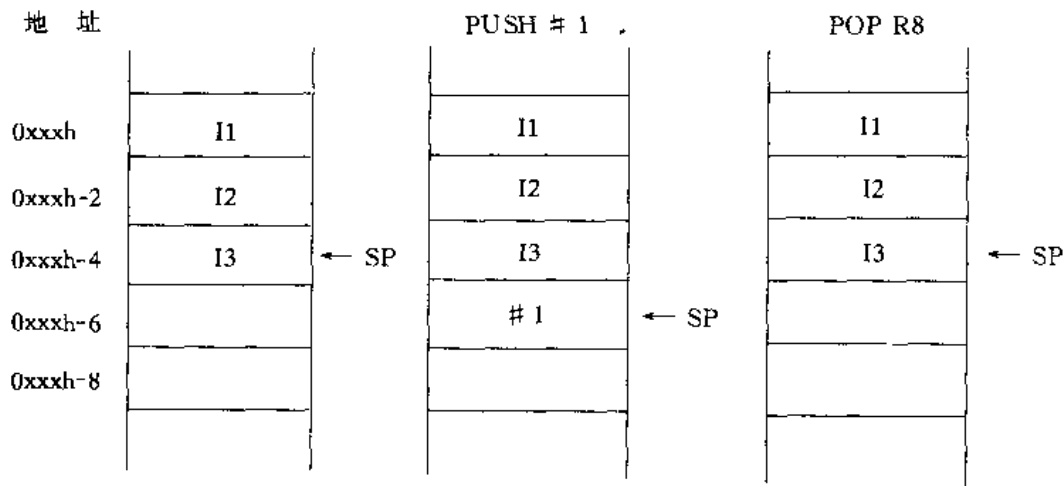 地 址 PUSH # 1 POP R8
0xxxh I1 I1 I1
0xxxh-2 I2 I2 I2
0xxxh-4 I3 ← SP I3 I3 ← SP
0xxxh-6 # 1 ← SP
0xxxh-8